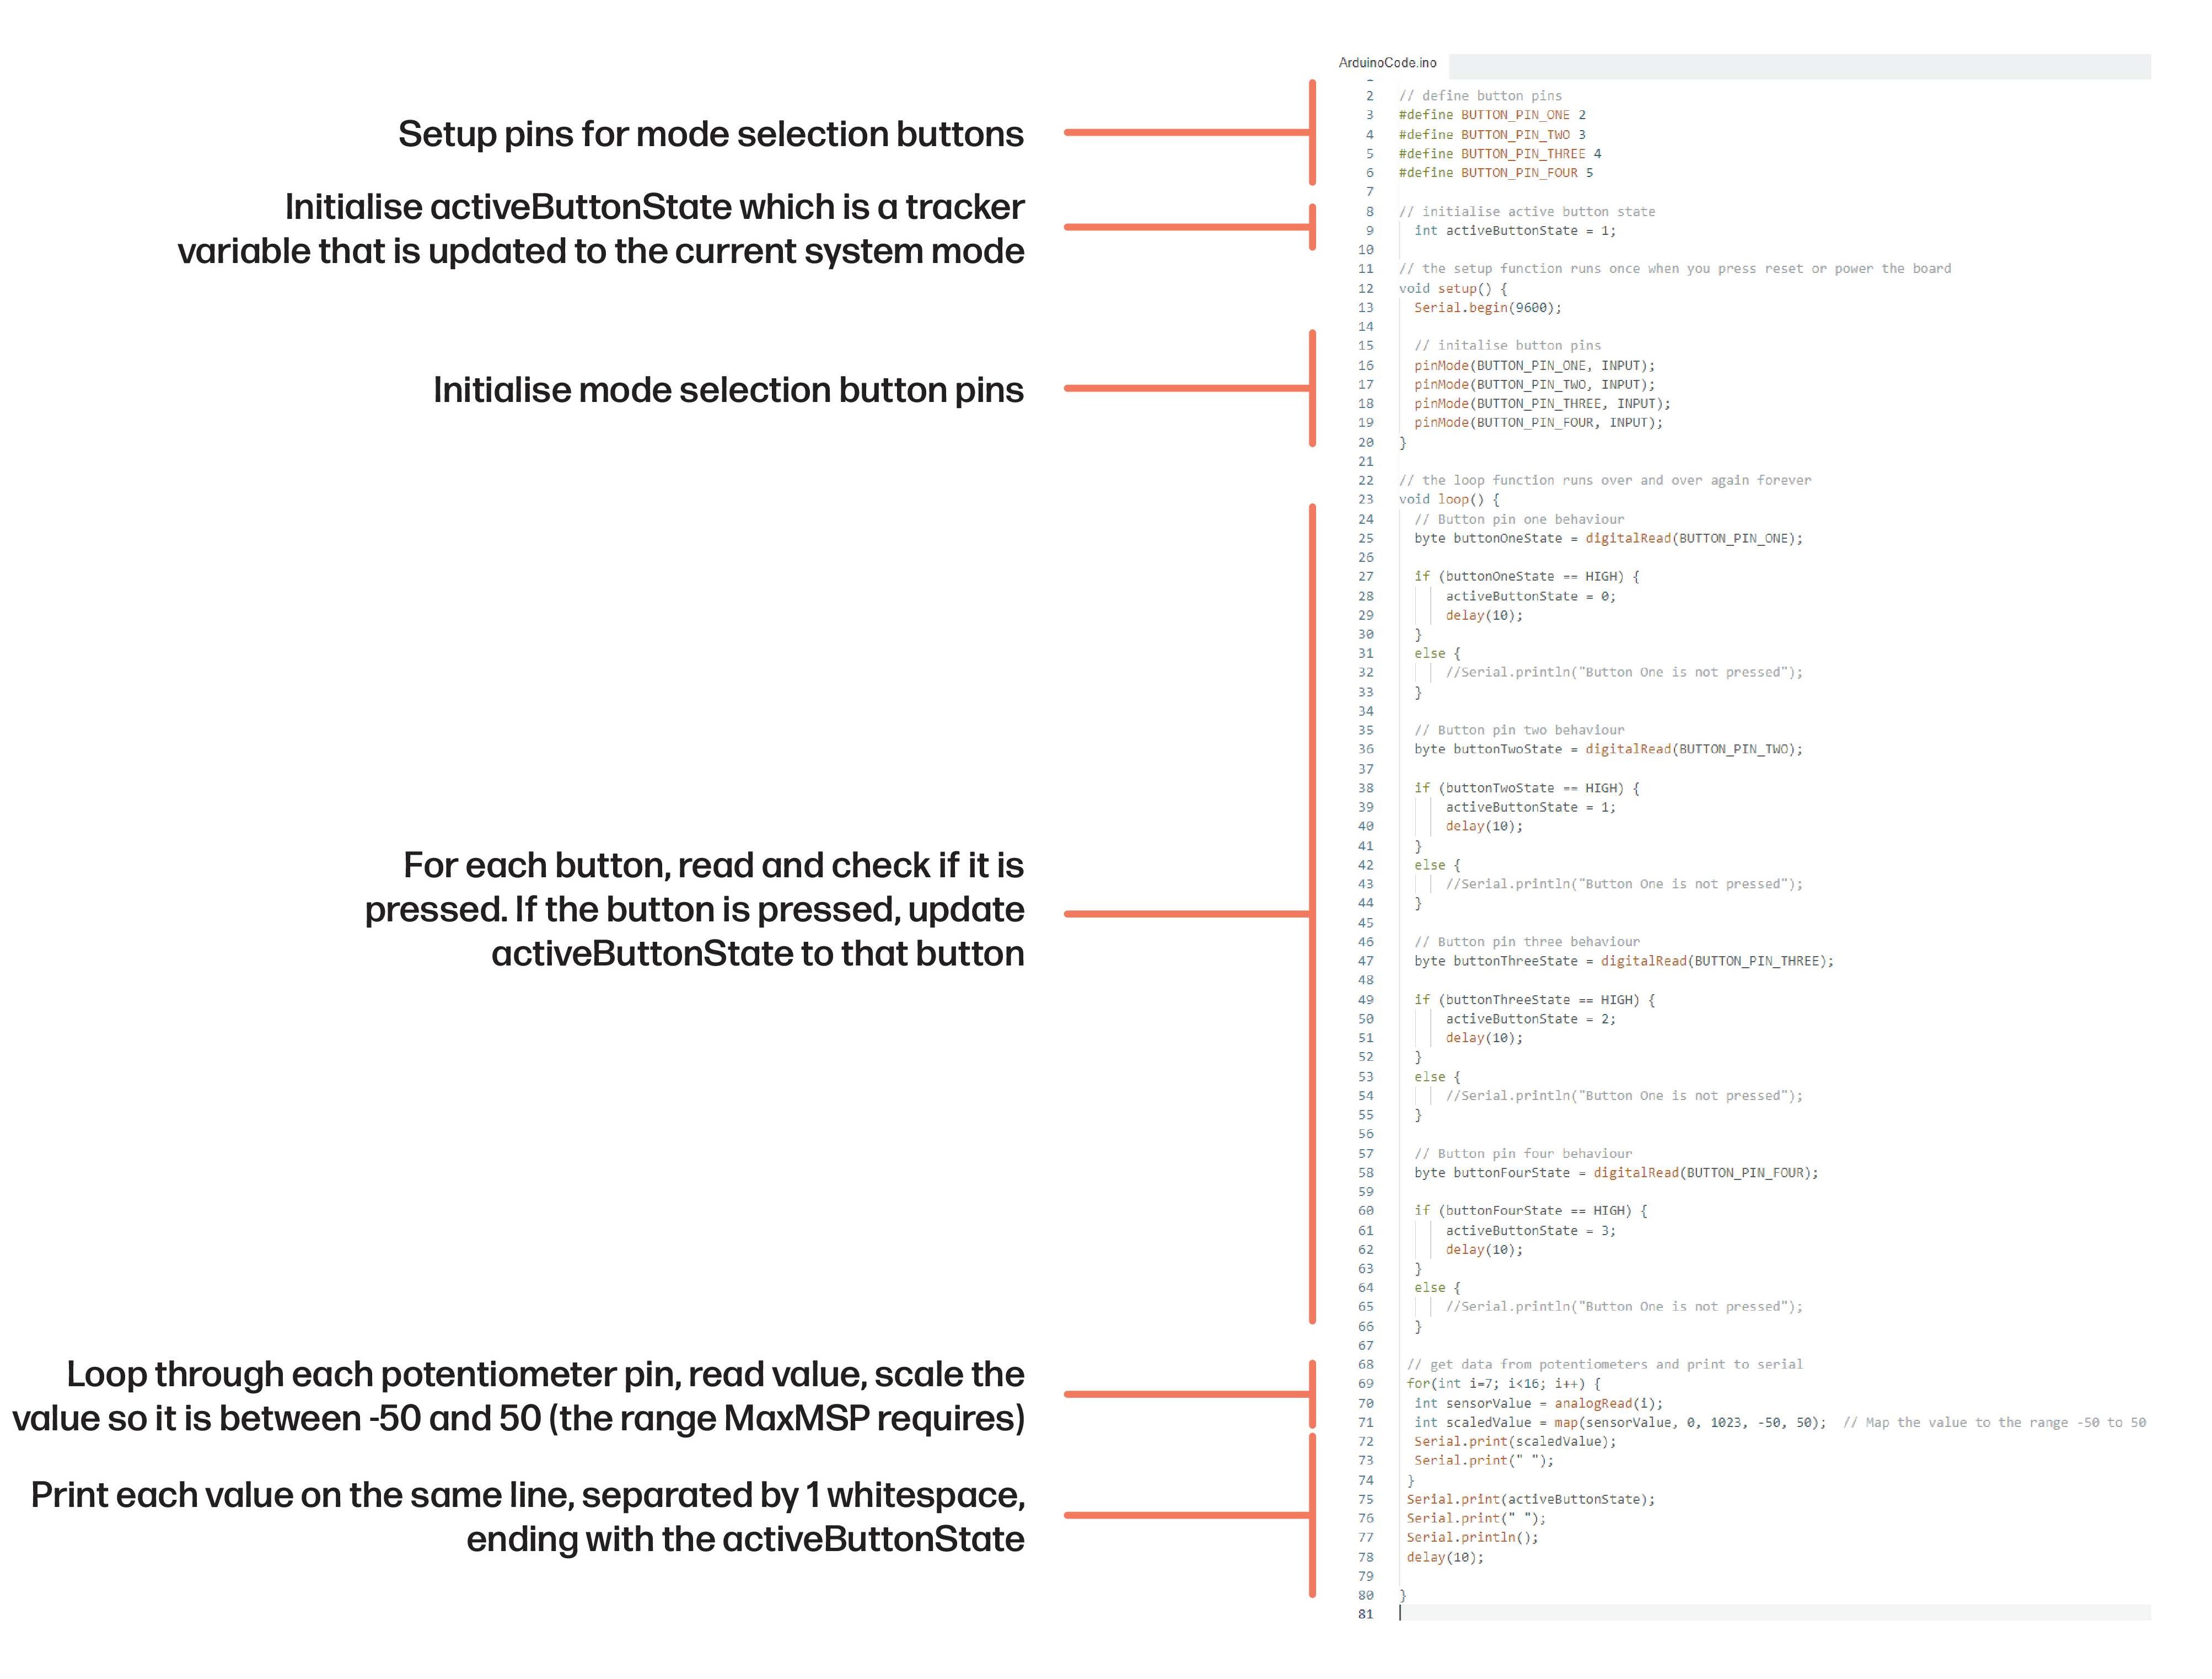 Setup pins for mode selection buttons
Initialise activeButtonState which is a tracker
variable that is updated to the current system mode
Initialise mode selection button pins
For each button, read and check if it is
pressed. If the button is pressed, update
activeButtonState to that button
Loop through each potentiometer pin, read value, scale the
value so it is between -50 and 50 (the range MaxMSP requires)
Print each value on the same line, separated by 1 whitespace,
ending with the activeButtonState
ArduinoCode.ino
2 // define button pins
3 #define BUTTON_PIN_ONE 2
4 #define BUTTON_PIN_TWO 3
5 #define BUTTON_PIN_THREE 4
6 #define BUTTON_PIN_FOUR 5
7
8 // initialise active button state
9 int activeButtonState = 1;
10
11 // the setup function runs once when you press reset or power the board
12 void setup() {
13 Serial.begin(9600);
14
15 // initalise button pins
16 pinMode(BUTTON_PIN_ONE, INPUT);
17 pinMode(BUTTON_PIN_TWO, INPUT);
18 pinMode(BUTTON_PIN_THREE, INPUT);
19 pinMode(BUTTON_PIN_FOUR, INPUT);
20 }
21
22 // the loop function runs over and over again forever
23 void loop() {
24 // Button pin one behaviour
25 byte buttonOneState = digitalRead(BUTTON_PIN_ONE);
26
27 if (buttonOneState == HIGH) {
28 activeButtonState = 0;
29 delay(10);
30 }
31 else {
32 //Serial.println("Button One is not pressed");
33 }
34
35 // Button pin two behaviour
36 byte buttonTwoState = digitalRead(BUTTON_PIN_TWO);
37
38 if (buttonTwoState == HIGH) {
39 activeButtonState = 1;
40 delay(10);
41 }
42 else {
43 //Serial.println("Button One is not pressed");
44 }
45
46 // Button pin three behaviour
47 byte buttonThreeState = digitalRead(BUTTON_PIN_THREE);
48
49 if (buttonThreeState == HIGH) {
50 activeButtonState = 2;
51 delay(10);
52 }
53 else {
54 //Serial.println("Button One is not pressed");
55 }
56
57 // Button pin four behaviour
58 byte buttonFourState = digitalRead(BUTTON_PIN_FOUR);
59
60 if (buttonFourState == HIGH) {
61 activeButtonState = 3;
62 delay(10);
63 }
64 else {
65 //Serial.println("Button One is not pressed");
66 }
67
68 // get data from potentiometers and print to serial
69 for(int i=7; i<16; i++) {
70 int sensorValue = analogRead(i);
71 int scaledValue = map(sensorValue, 0, 1023, -50, 50); // Map the value to the range -50 to 50
72 Serial.print(scaledValue);
73 Serial.print(" ");
74 }
75 Serial.print(activeButtonState);
76 Serial.print(" ");
77 Serial.println();
78 delay(10);
79
80 }
81